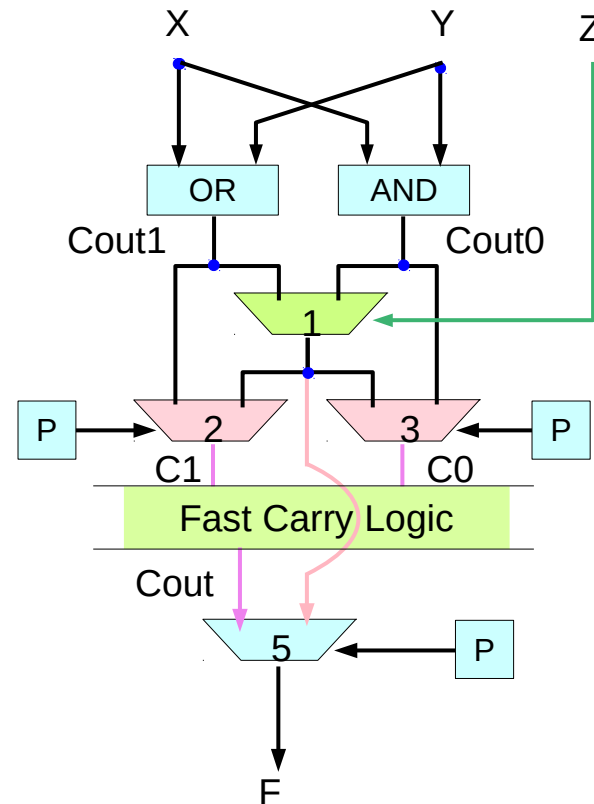 X Y Z
OR AND
Cout1 Cout0
1
P 2 3 P
C1 C0
Fast Carry Logic
Cout
5 P
F